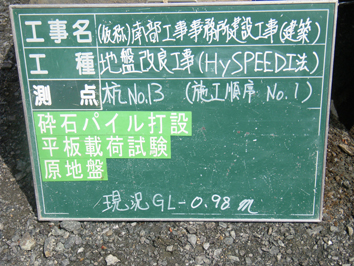 工事名 (仮称)南部工事事務所建設工事(建築)
工種 地盤改良工事(HySPEED工法)
測点 杭No.13 (施工順序 No.1)
砕石パイル打設
平板載荷試験
原地盤
現況GL-0.98m